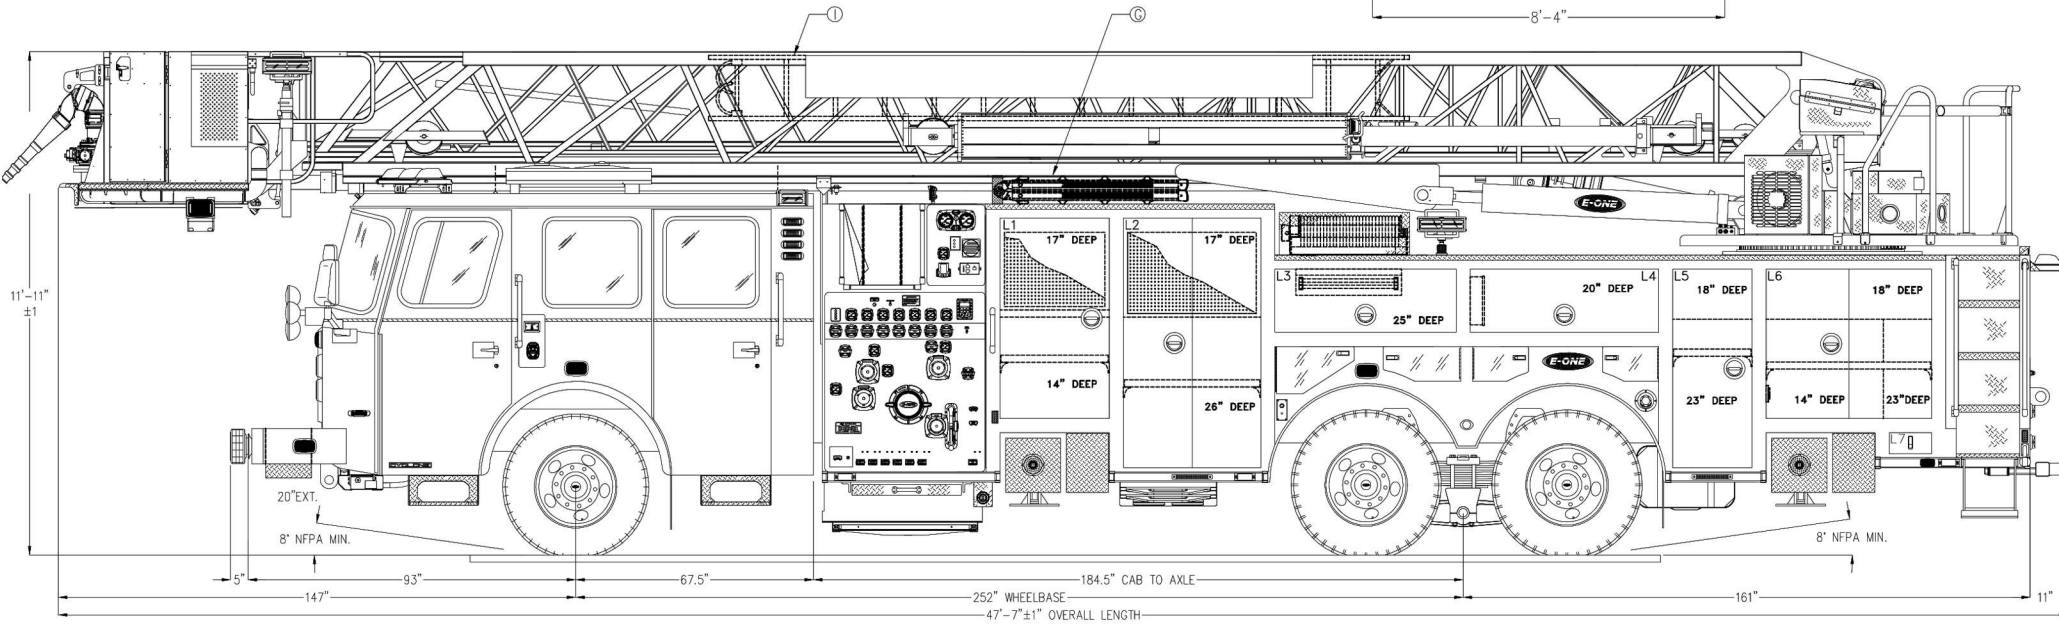 I
G
8'-4"
E-ONE
L1
17" DEEP
L2
17" DEEP
L3
L4
L5
L6
11'-11"
±1
20" DEEP
18" DEEP
18" DEEP
25" DEEP
E-ONE
14" DEEP
26" DEEP
23" DEEP
14" DEEP
23"DEEP
E-ONE
L7
CYCLONE
20"EXT.
8° NFPA MIN.
8° NFPA MIN.
5"
93"
67.5"
184.5" CAB TO AXLE
147"
252" WHEELBASE
161"
11"
47'-7"±1" OVERALL LENGTH